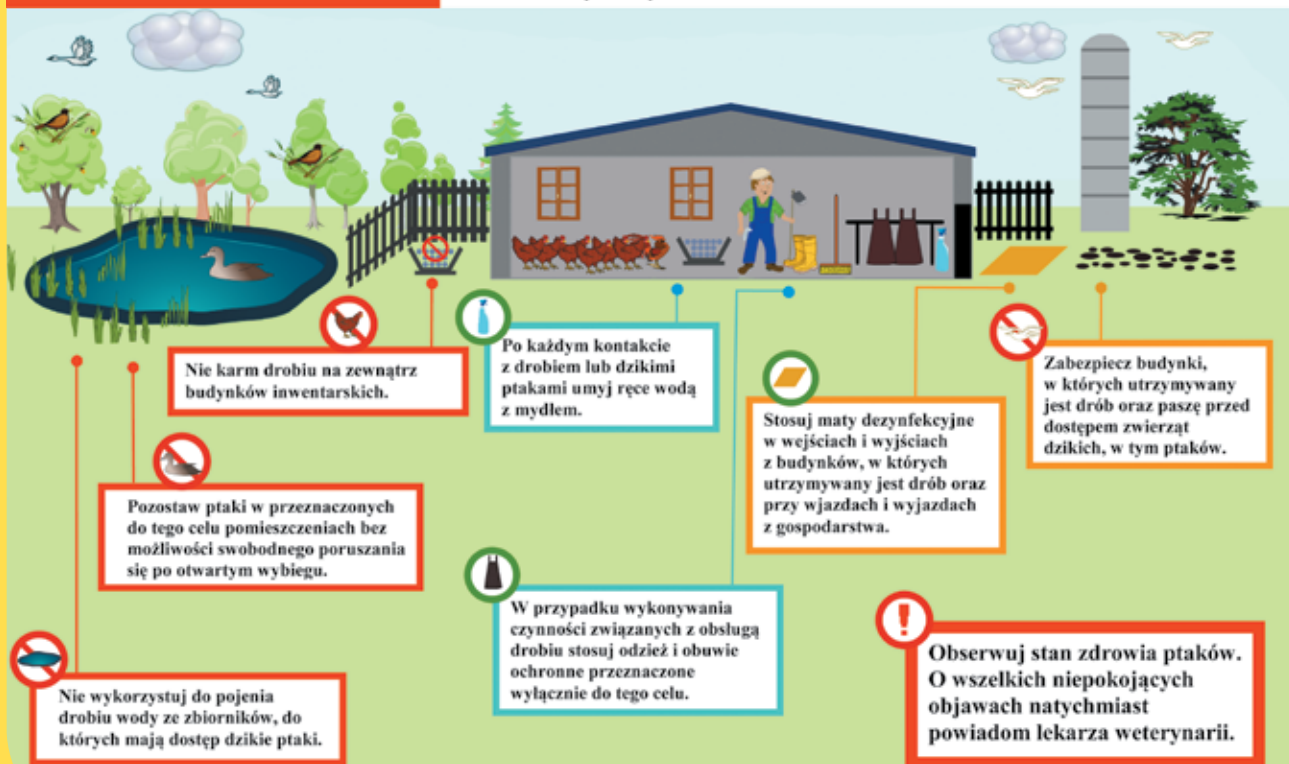 Nie karm drobiu na zewnątrz
budynków inwentarskich.
Po każdym kontakcie
z drobiem lub dzikimi
ptakami umyj ręce wodą
z mydłem.
Stosuj maty dezynfekcyjne
w wejściach i wyjściach
z budynków, w których
utrzymywany jest drób oraz
przy wjazdach i wyjazdach
z gospodarstwa.
Zabezpiecz budynki,
w których utrzymywany
jest drób oraz paszę przed
dostępem zwierząt
dzikich, w tym ptaków.
Pozostaw ptaki w przeznaczonych
do tego celu pomieszczeniach bez
możliwości swobodnego poruszania
się po otwartym wybiegu.
W przypadku wykonywania
czynności związanych z obsługą
drobiu stosuj odzież i obuwie
ochronne przeznaczone
wyłącznie do tego celu.
Nie wykorzystuj do pojenia
drobiu wody ze zbiorników, do
których mają dostęp dzikie ptaki.
Obserwuj stan zdrowia ptaków.
O wszelkich niepokojących
objawach natychmiast
powiadom lekarza weterynarii.